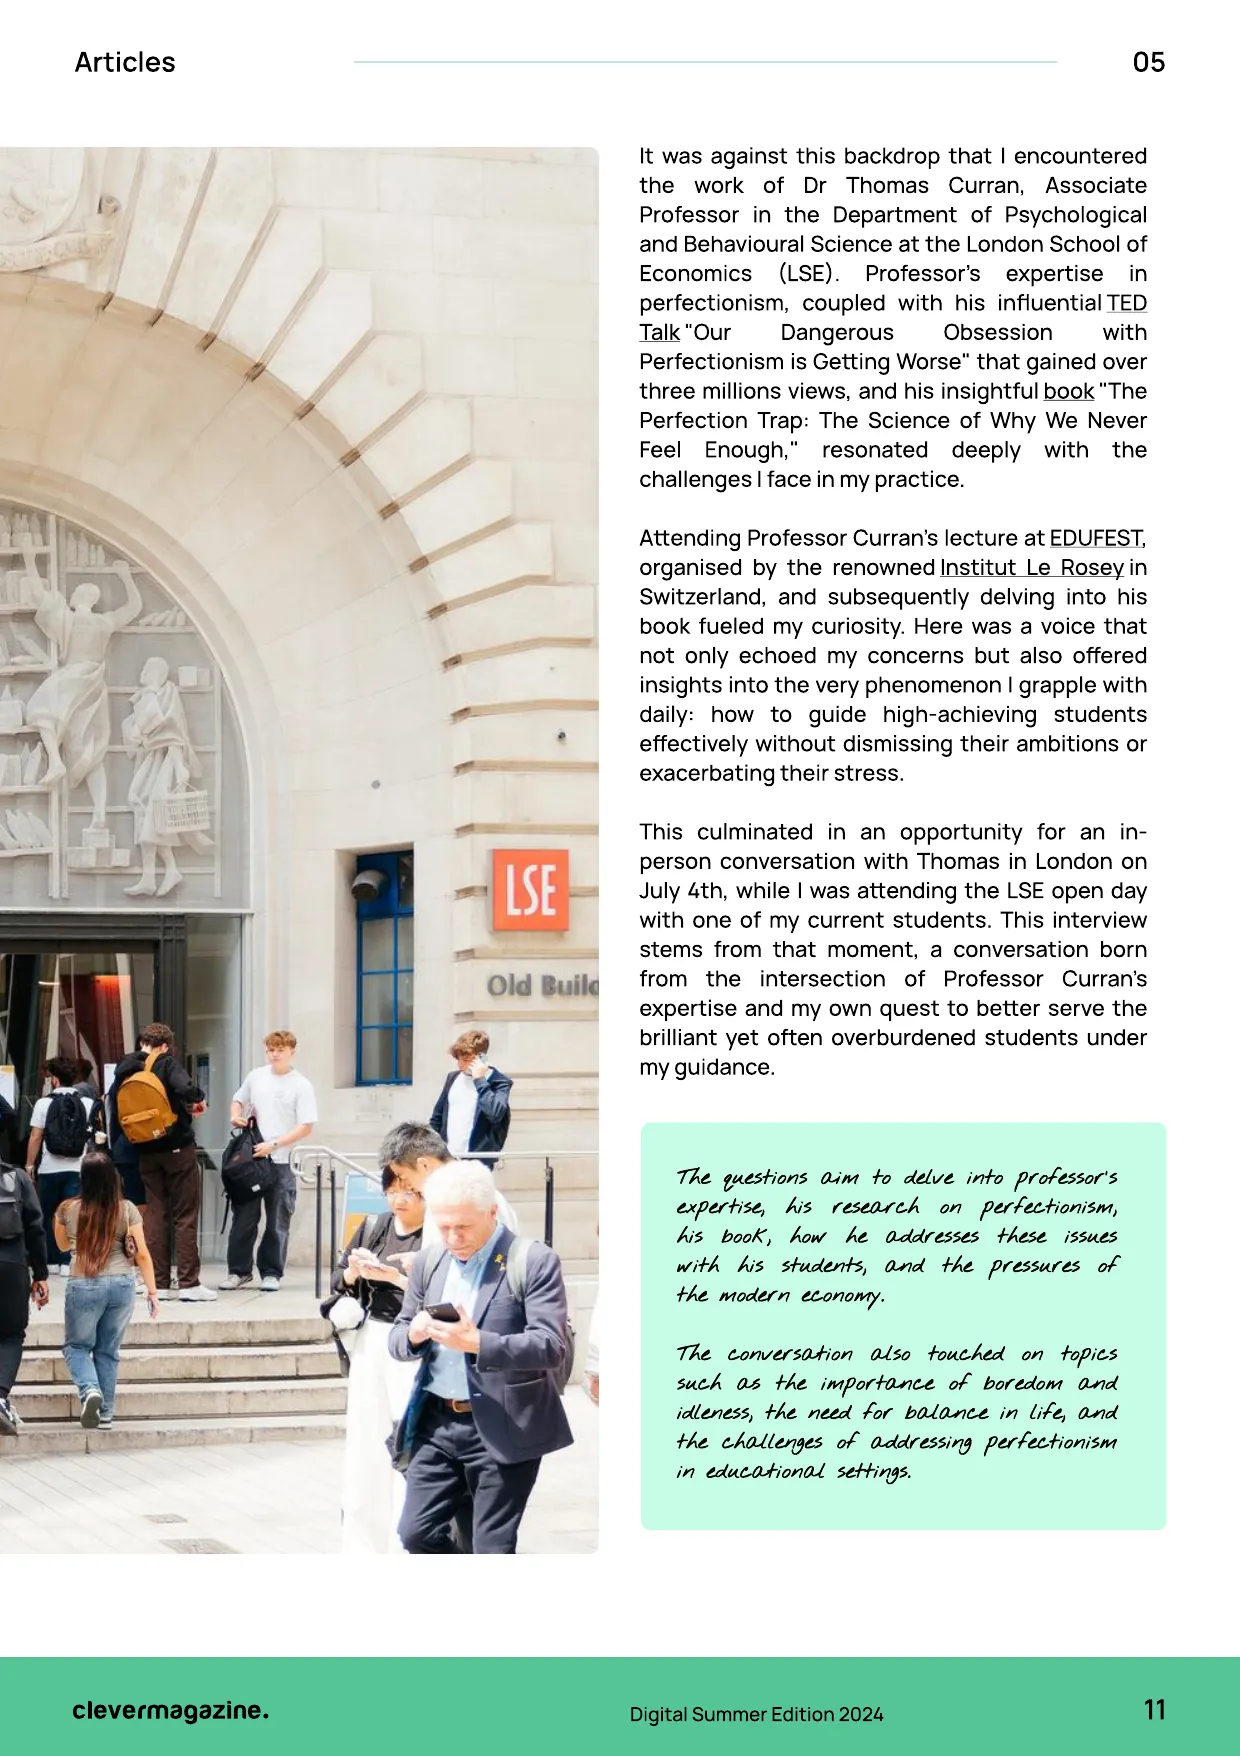 Articles
05
It was against this backdrop that I encountered
the work of Dr Thomas Curran, Associate
Professor in the Department of Psychological
and Behavioural Science at the London School of
Economics (LSE). Professor's expertise in
perfectionism, coupled with his influential TED
Talk "Our Dangerous Obsession with
Perfectionism is Getting Worse" that gained over
three millions views, and his insightful book "The
Perfection Trap: The Science of Why We Never
Feel Enough," resonated deeply with the
challenges I face in my practice.
Attending Professor Curran's lecture at EDUFEST,
organised by the renowned Institut Le Rosey in
Switzerland, and subsequently delving into his
book fueled my curiosity. Here was a voice that
not only echoed my concerns but also offered
insights into the very phenomenon I grapple with
daily: how to guide high-achieving students
effectively without dismissing their ambitions or
exacerbating their stress.
This culminated in an opportunity for an in-
person conversation with Thomas in London on
July 4th, while I was attending the LSE open day
with one of my current students. This interview
stems from that moment, a conversation born
from the intersection of Professor Curran's
expertise and my own quest to better serve the
brilliant yet often overburdened students under
my guidance.
LSE
Old Build
The questions aim to delve into professor's
expertise, his research on perfectionism,
his book, how he addresses these issues
with his students, and the pressures of
the modern economy.
The conversation also touched on topics
such as the importance of boredom and
idleness, the need for balance in life, and
the challenges of addressing perfectionism
in educational settings.
clevermagazine.
Digital Summer Edition 2024
11